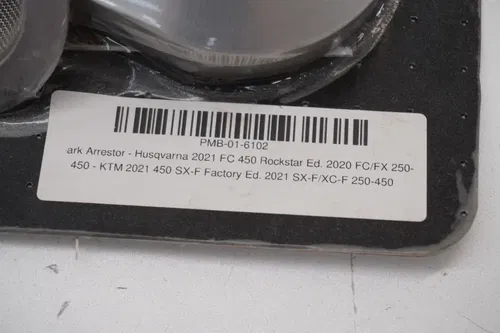 PMB-01-6102
ark Arrestor - Husqvarna 2021 FC 450 Rockstar Ed. 2020 FC/FX 250-
450 - KTM 2021 450 SX-F Factory Ed. 2021 SX-F/XC-F 250-450